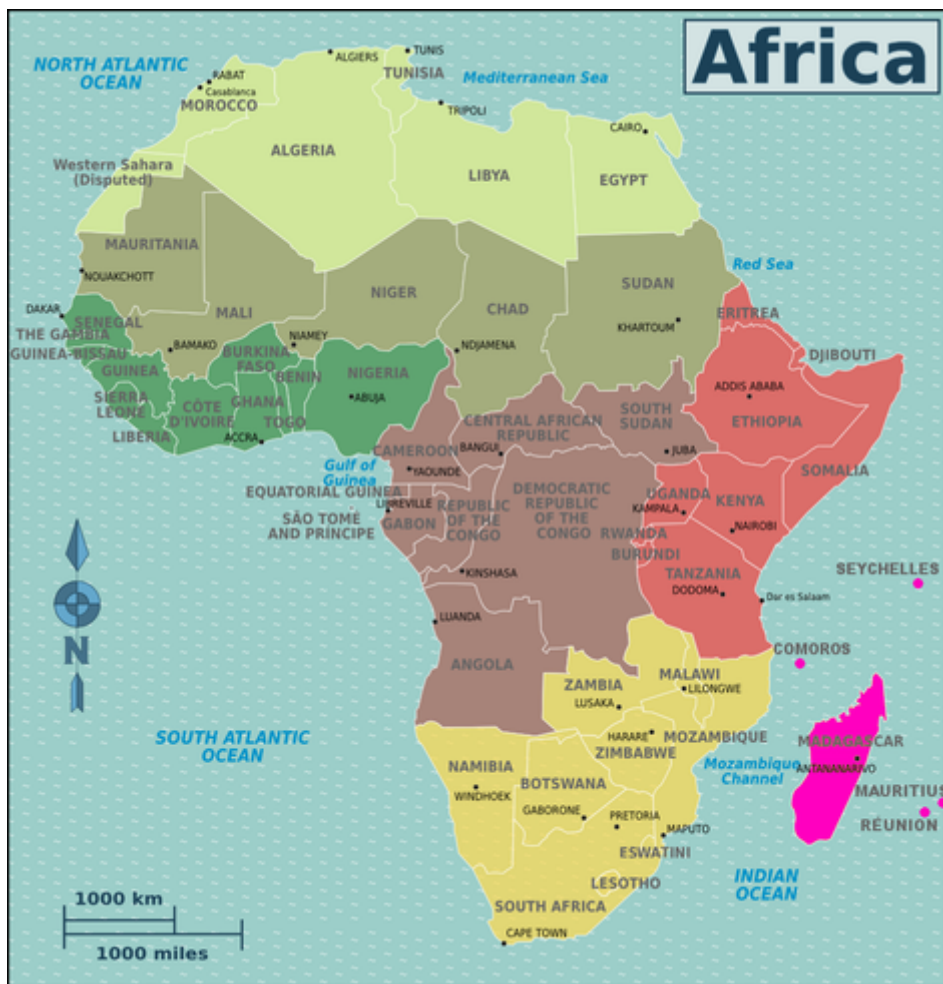 Africa
NORTH ATLANTIC
OCEAN
ALGIERS
TUNIS
TUNISIA
Mediterranean Sea
RABAT
Casablanca
MOROCCO
TRIPOLI
CAIRO
ALGERIA
Western Sahara
(Disputed)
LIBYA
EGYPT
MAURITANIA
NOUAKCHOTT
Red Sea
NIGER
SUDAN
MALI
CHAD
DAKAR
SENEGAL
THE GAMBIA
ERITREA
KHARTOUM
NIAMEY
BAMAKO
NDJAMENA
GUINEA-BISSAU
BURKINA
FASO
DJIBOUTI
GUINEA
BENIN
NIGERIA
ADDIS ABABA
SIERRA
LEONE
CÔTE
D'IVOIRE
GHANA
ABUJA
TOGO
LIBERIA
ACCRA
CENTRAL AFRICAN
REPUBLIC
SOUTH
SUDAN
ETHIOPIA
CAMEROON
BANGUI
JUBA
Gulf of
Guinea
YAOUNDE
SOMALIA
EQUATORIAL GUINEA
LIBREVILLE
GABON
REPUBLIC
OF THE
CONGO
DEMOCRATIC
REPUBLIC
OF THE
CONGO
UGANDA
KAMPALA
KENYA
SÃO TOMÉ
AND PRÍNCIPE
RWANDA
NAIROBI
BURUNDI
KINSHASA
TANZANIA
SEYCHELLES
DODOMA
Dar es Salaam
LUANDA
N
COMOROS
ANGOLA
MALAWI
ZAMBIA
LILONGWE
LUSAKA
SOUTH ATLANTIC
OCEAN
HARARE
ZIMBABWE
MOZAMBIQUE
MADAGASCAR
Mozambique
Channel
ANTANANARIVO
NAMIBIA
WINDHOEK
BOTSWANA
MAURITIUS
GABORONE
PRETORIA
MAPUTO
RÉUNION
ESWATINI
INDIAN
OCEAN
LESOTHO
1000 km
SOUTH AFRICA
CAPE TOWN
1000 miles